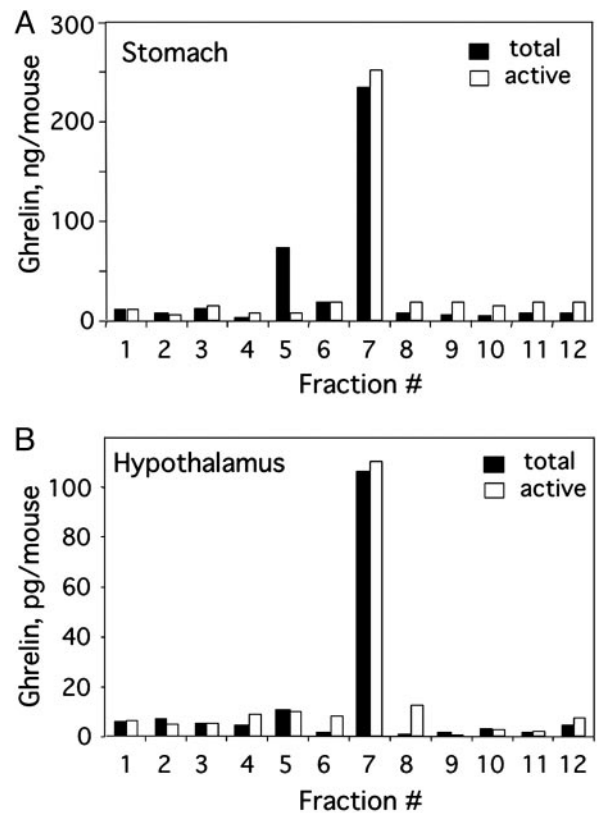 A
300
Stomach
total
active
200
100
0
Ghrelin, ng/mouse
1 2 3 4 5 6 7 8 9 10 11 12
Fraction #
B
Hypothalamus
total
active
100
80
60
40
20
0
Ghrelin, pg/mouse
1 2 3 4 5 6 7 8 9 10 11 12
Fraction #